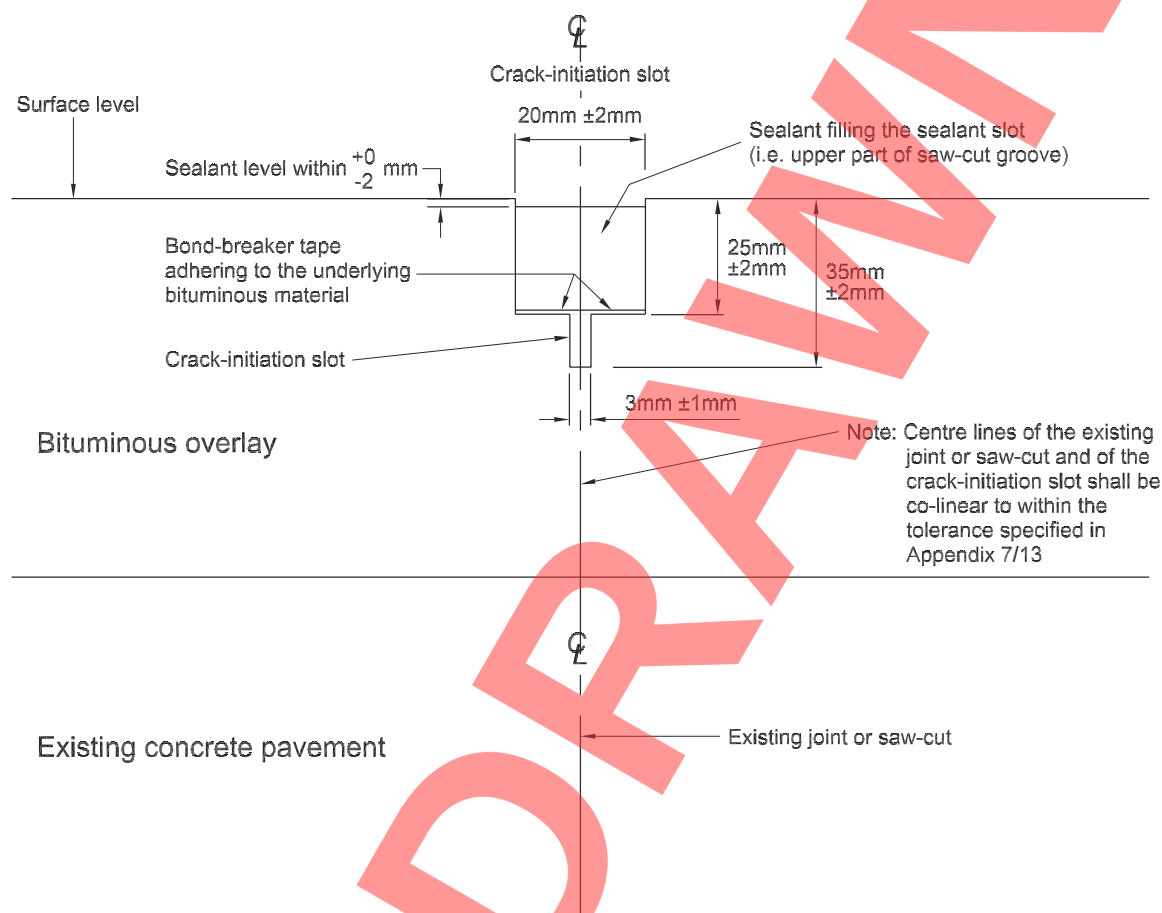 ℄
Crack-initiation slot
Surface level
20mm ±2mm
Sealant filling the sealant slot
(i.e. upper part of saw-cut groove)
Sealant level within +0 -2 mm
Bond-breaker tape
adhering to the underlying
bituminous material
25mm
±2mm
35mm
±2mm
Crack-initiation slot
3mm ±1mm
Bituminous overlay
Note: Centre lines of the existing
joint or saw-cut and of the
crack-initiation slot shall be
co-linear to within the
tolerance specified in
Appendix 7/13
℄
Existing concrete pavement
Existing joint or saw-cut
DRAWN